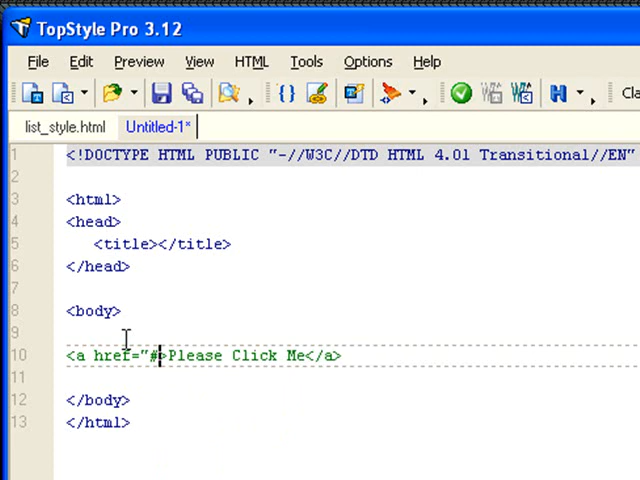 TopStyle Pro 3.12
File Edit Preview View HTML Tools Options Help
Cla
list_style.html Untitled-1*
1 <!DOCTYPE HTML PUBLIC "-//W3C//DTD HTML 4.01 Transitional//EN"
2
3 <html>
4 <head>
5 <title></title>
6 </head>
7
8 <body>
9
10 <a href="#>Please Click Me</a>
11
12 </body>
13 </html>